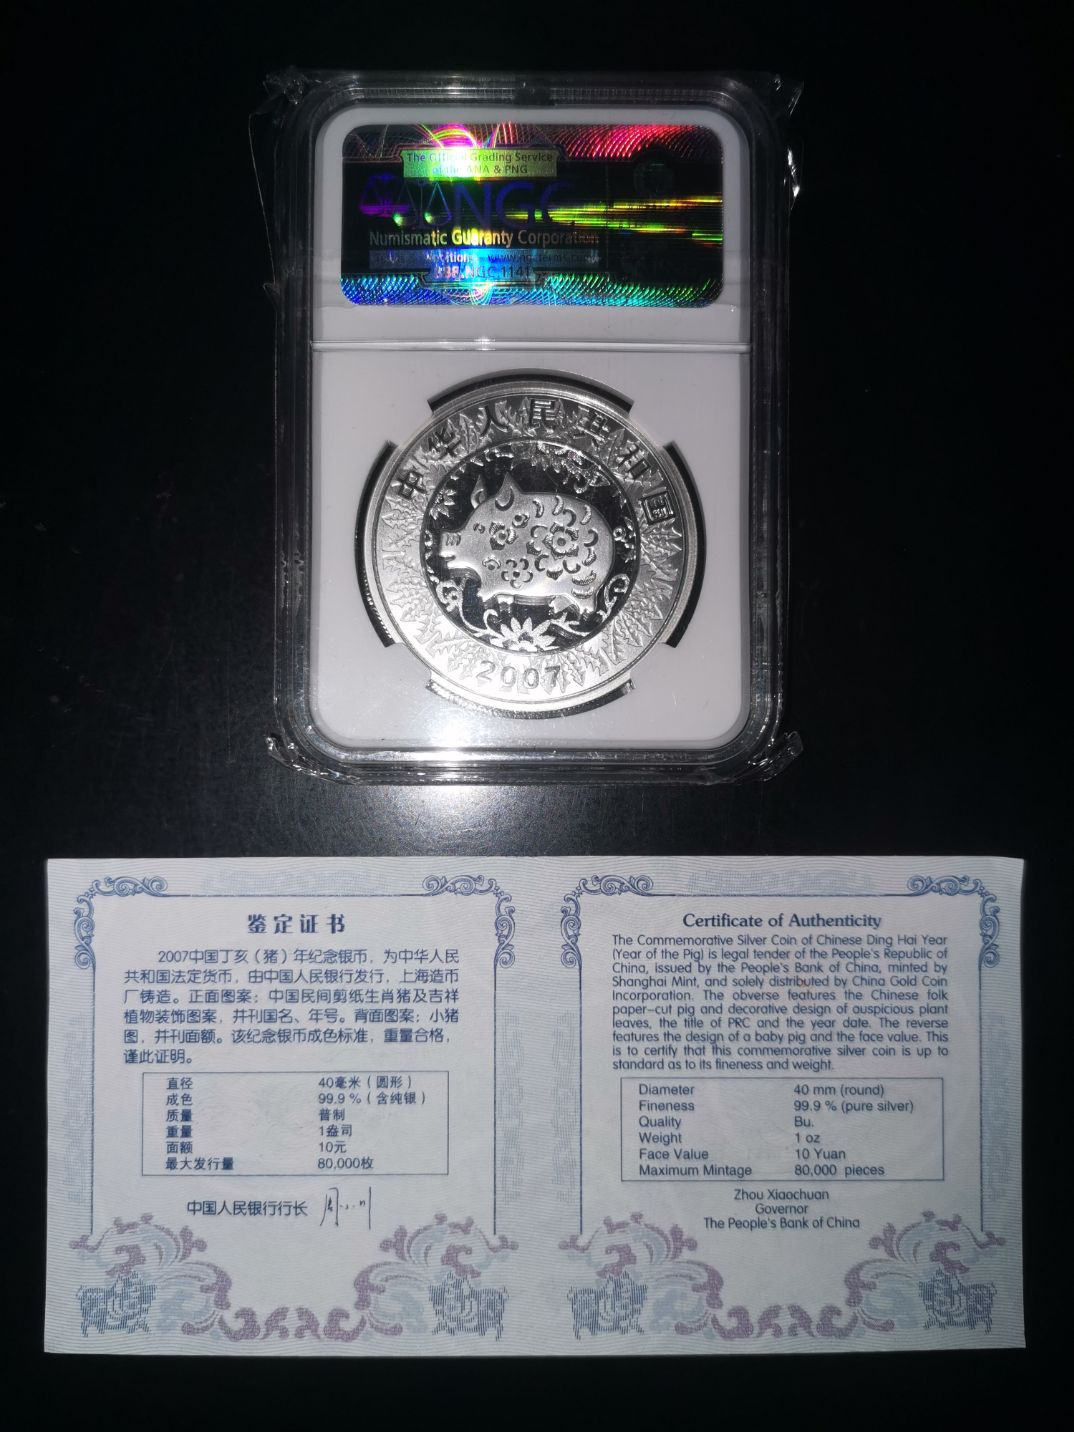 The Official Grading Service
of the ANA & PNG
NGC
Numismatic Guaranty Corporation
中华人民共和国
2007
鉴定证书
2007中国丁亥（猪）年纪念银币，为中华人民
共和国法定货币，由中国人民银行发行，上海造币
厂铸造。正面图案：中国民间剪纸生肖猪及吉祥
植物装饰图案，并刊国名、年号。背面图案：小猪
图，并刊面额。该纪念银币成色标准，重量合格，
谨此证明。
直径 40毫米（圆形）
成色 99.9％（含纯银）
质量 普制
重量 1盎司
面额 10元
最大发行量 80,000枚
中国人民银行行长
Certificate of Authenticity
The Commemorative Silver Coin of Chinese Ding Hai Year
(Year of the Pig) is legal tender of the People's Republic of
China, issued by the People's Bank of China, minted by
Shanghai Mint, and solely distributed by China Gold Coin
Incorporation. The obverse features the Chinese folk
paper-cut pig and decorative design of auspicious plant
leaves, the title of PRC and the year date. The reverse
features the design of a baby pig and the face value. This
is to certify that this commemorative silver coin is up to
standard as to its fineness and weight.
Diameter 40 mm (round)
Fineness 99.9 % (pure silver)
Quality Bu.
Weight 1 oz
Face Value 10 Yuan
Maximum Mintage 80,000 pieces
Zhou Xiaochuan
Governor
The People's Bank of China